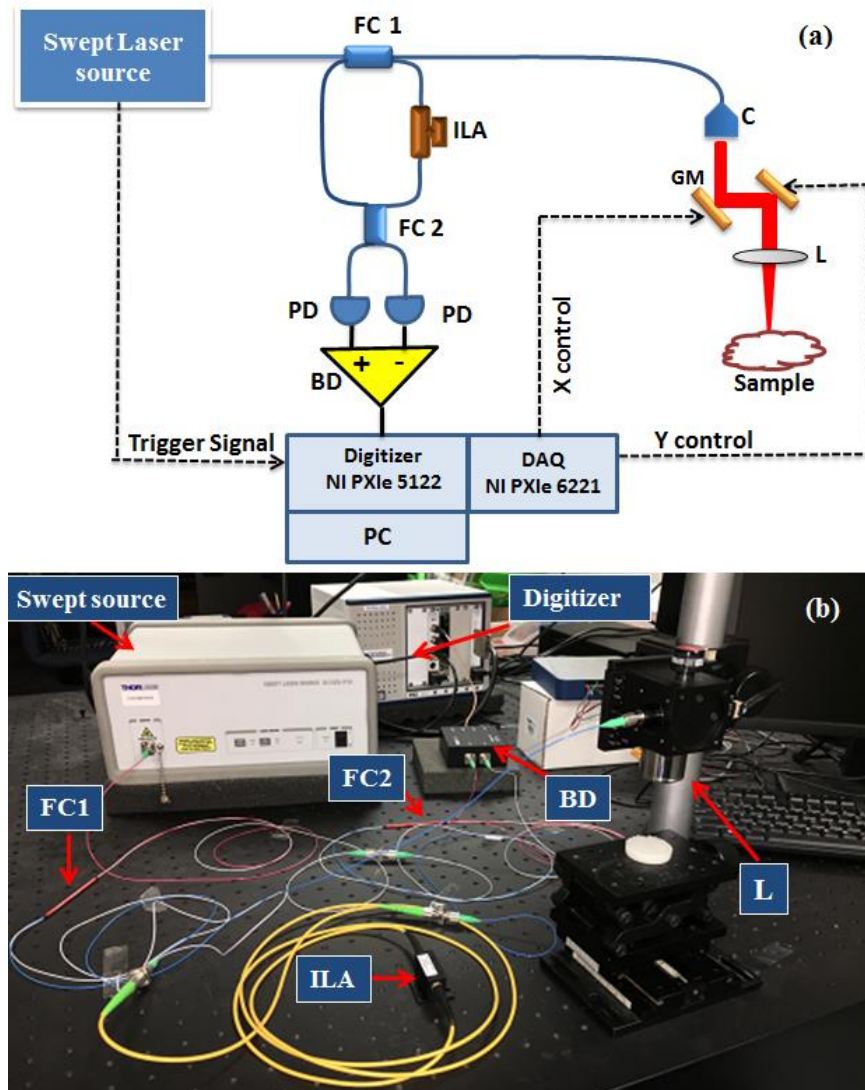 Swept Laser
source
FC 1
(a)
ILA
C
GM
FC 2
L
PD
PD
+
-
BD
Sample
X control
Trigger Signal
Y control
Digitizer
NI PXIe 5122
DAQ
NI PXIe 6221
PC
Swept source
Digitizer
(b)
THORLABS
FC1
FC2
BD
L
ILA